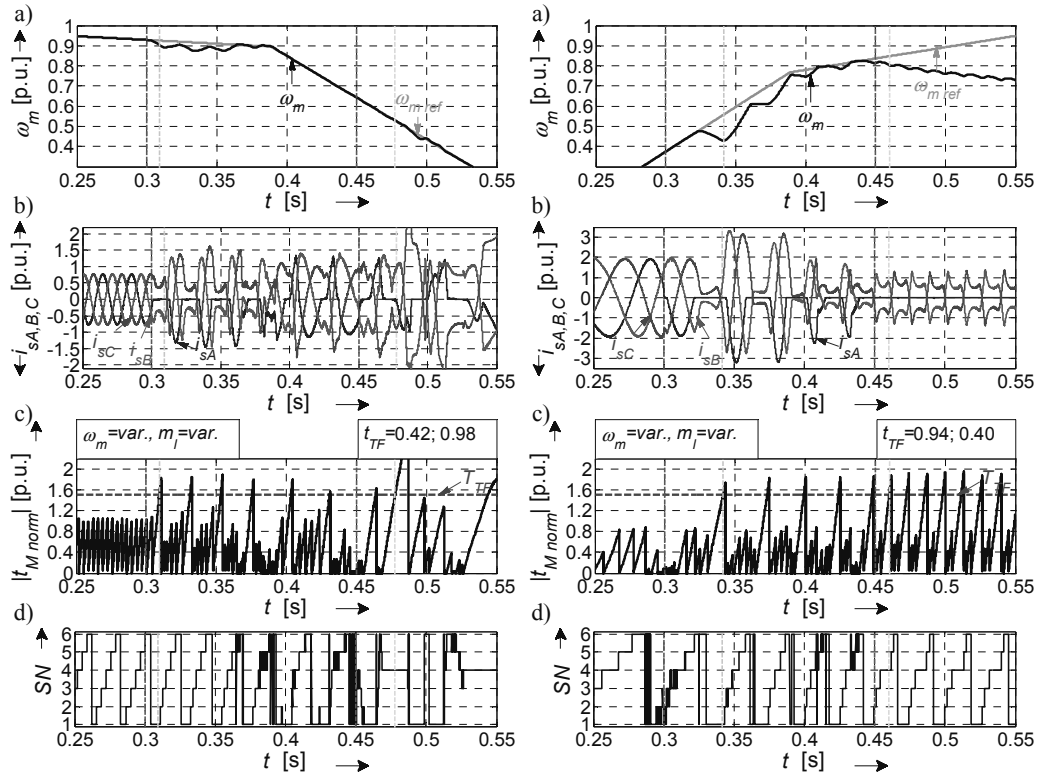 a)
ω_m [p.u.]
1
0.9
0.8
0.7
0.6
0.5
0.4
ω_m
ω_m ref
0.25 0.3 0.35 0.4 0.45 0.5 0.55
t [s]
b)
i_sA,B,C [p.u.]
2
1.5
1
0.5
0
-0.5
-1
-1.5
-2
i_sC i_sB i_sA
0.25 0.3 0.35 0.4 0.45 0.5 0.55
t [s]
c)
ω_m=var., m_l=var.
t_TF=0.42; 0.98
|t_M norm| [p.u.]
2
1.6
1.2
0.8
0.4
0
T_TF
0.25 0.3 0.35 0.4 0.45 0.5 0.55
t [s]
d)
SN
6
5
4
3
2
1
0.25 0.3 0.35 0.4 0.45 0.5 0.55
t [s]
a)
ω_m [p.u.]
1
0.9
0.8
0.7
0.6
0.5
0.4
ω_m
ω_m ref
0.25 0.3 0.35 0.4 0.45 0.5 0.55
t [s]
b)
i_sA,B,C [p.u.]
3
2
1
0
-1
-2
-3
i_sC i_sB i_sA
0.25 0.3 0.35 0.4 0.45 0.5 0.55
t [s]
c)
ω_m=var., m_l=var.
t_TF=0.94; 0.40
|t_M norm| [p.u.]
2
1.6
1.2
0.8
0.4
0
T_TF
0.25 0.3 0.35 0.4 0.45 0.5 0.55
t [s]
d)
SN
6
5
4
3
2
1
0.25 0.3 0.35 0.4 0.45 0.5 0.55
t [s]